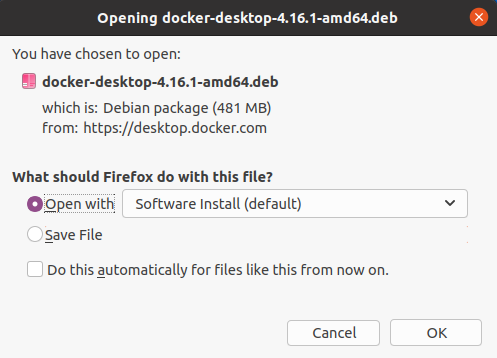 Opening docker-desktop-4.16.1-amd64.deb
You have chosen to open:
docker-desktop-4.16.1-amd64.deb
which is: Debian package (481 MB)
from: https://desktop.docker.com
What should Firefox do with this file?
Open with Software Install (default)
Save File
Do this automatically for files like this from now on.
Cancel OK